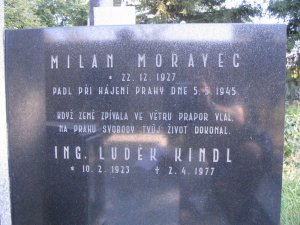 MILAN MORAVEC
* 22. 12. 1927
PADL PŘI HÁJENÍ PRAHY DNE 5. 5. 1945.
KDYŽ ZEMĚ ZPÍVALA VE VĚTRU PRAPOR VLÁL,
NA PRAHU SVOBODY TVŮJ ŽIVOT DOKONAL.
ING. LUDĚK KINDL
* 10. 2. 1923 † 2. 4. 1977